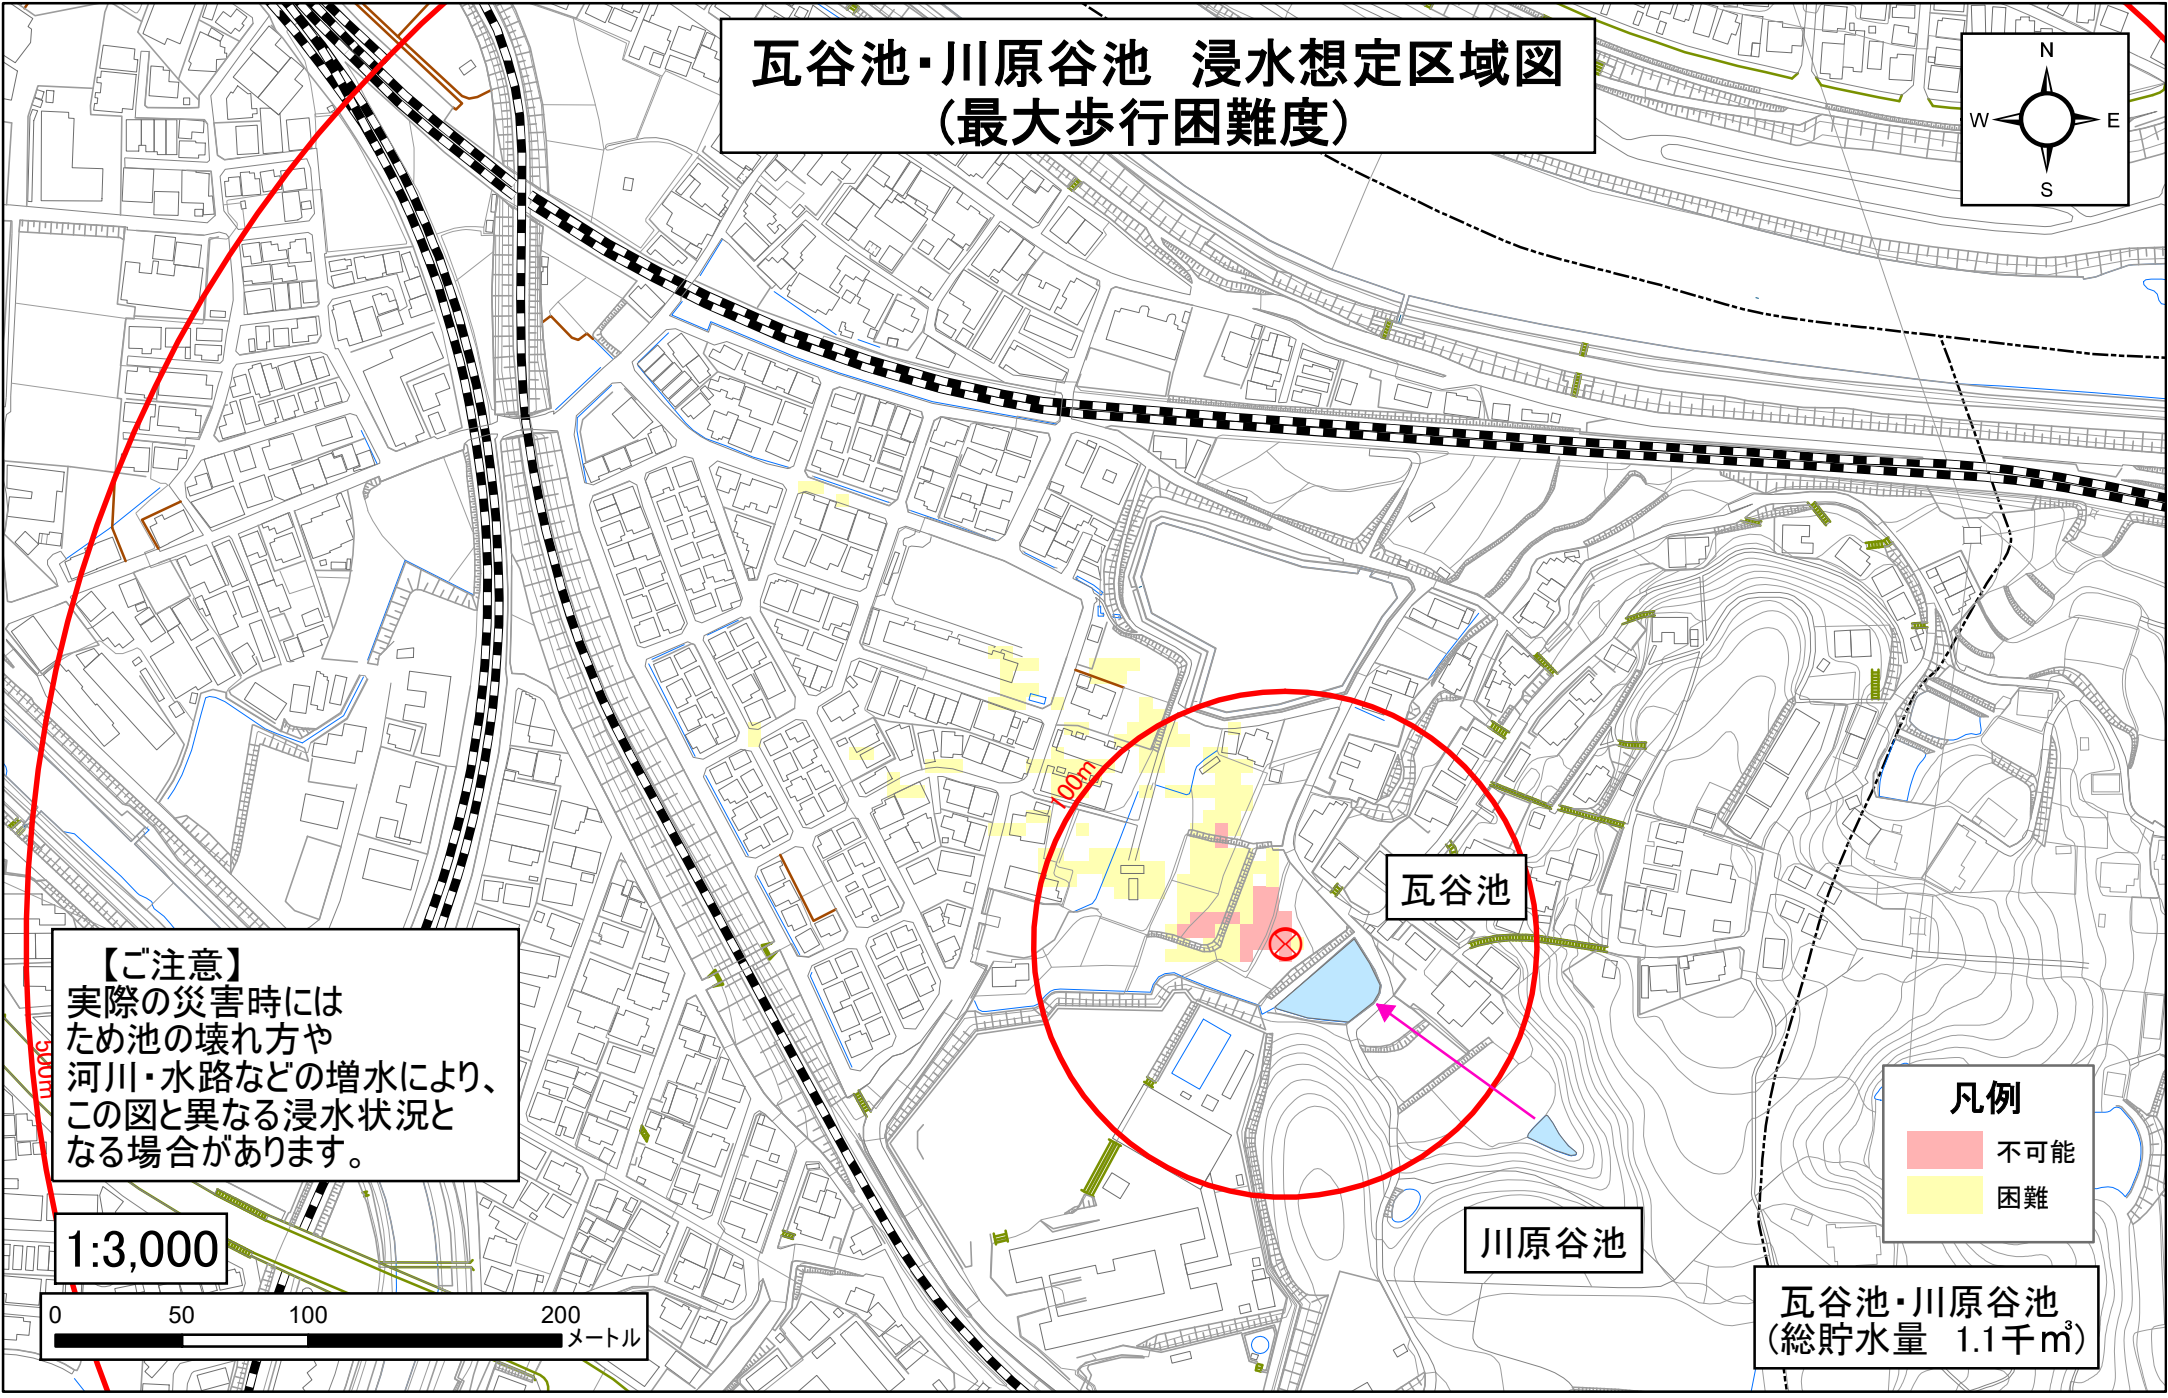 瓦谷池・川原谷池　浸水想定区域図
(最大歩行困難度)
N
W
E
S
100m
瓦谷池
【ご注意】
実際の災害時には
ため池の壊れ方や
河川・水路などの増水により、
この図と異なる浸水状況と
なる場合があります。
500m
凡例
不可能
困難
川原谷池
1:3,000
0 50 100 200
メートル
瓦谷池・川原谷池
(総貯水量　1.1千㎥)